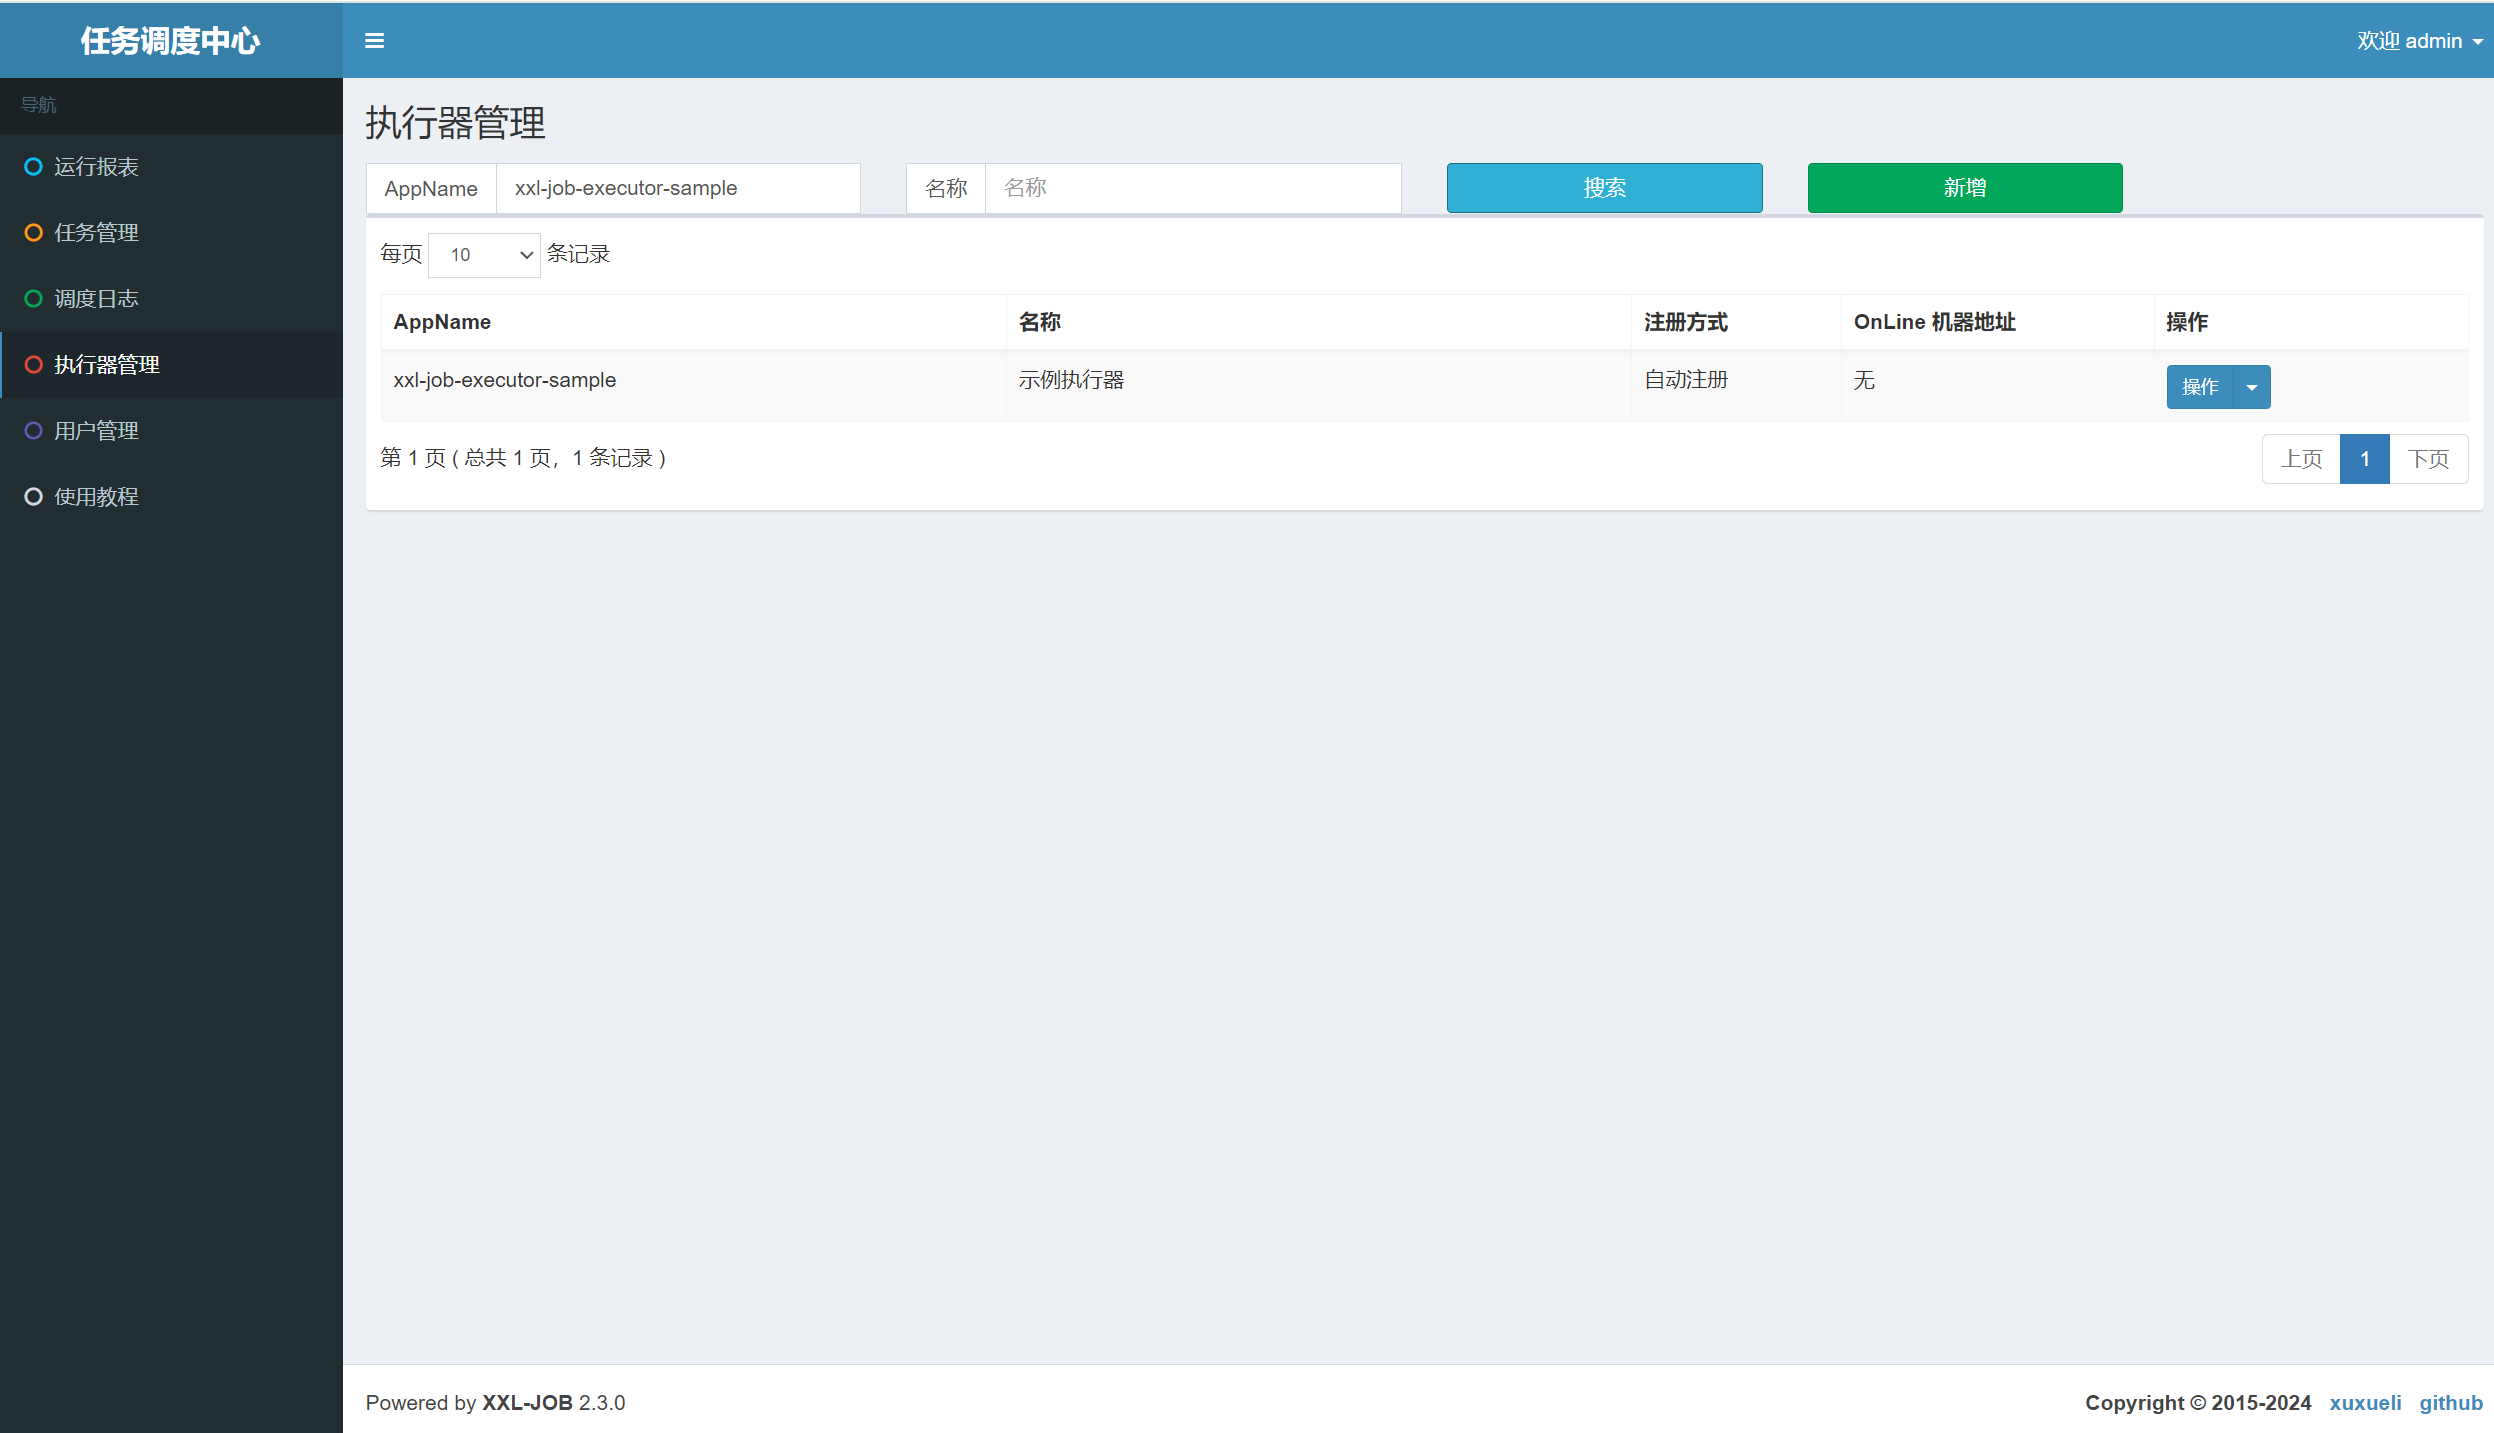 任务调度中心
欢迎 admin
导航
运行报表
任务管理
调度日志
执行器管理
用户管理
使用教程
执行器管理
AppName xxl-job-executor-sample 名称 名称 搜索 新增
每页 10 条记录
AppName 名称 注册方式 OnLine 机器地址 操作
xxl-job-executor-sample 示例执行器 自动注册 无 操作
第 1 页 ( 总共 1 页，1 条记录 ) 上页 1 下页
Powered by XXL-JOB 2.3.0 Copyright © 2015-2024 xuxueli github